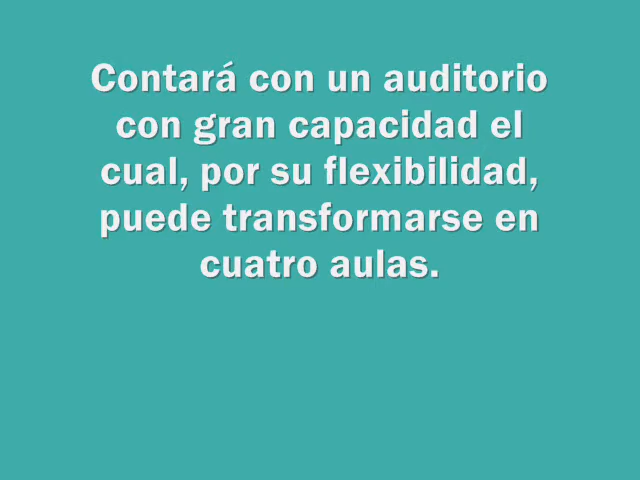 Contará con un auditorio
con gran capacidad el
cual, por su flexibilidad,
puede transformarse en
cuatro aulas.